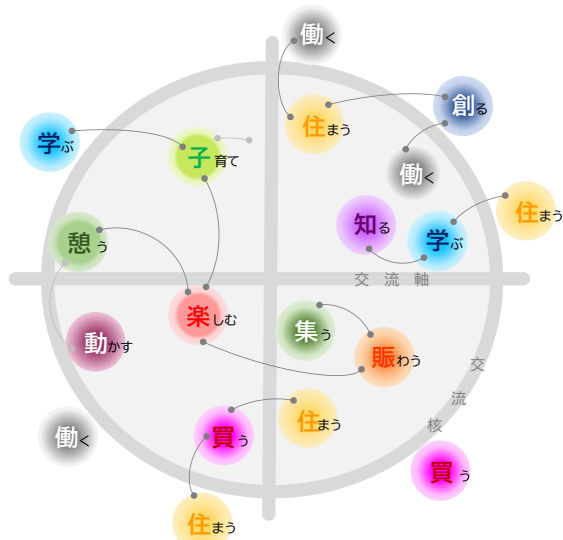 働く
住まう
創る
学ぶ
子育て
働く
住まう
知る
学ぶ
憩う
交流軸
楽しむ
集う
動かす
賑わう
交流核
住まう
買う
働く
買う
住まう